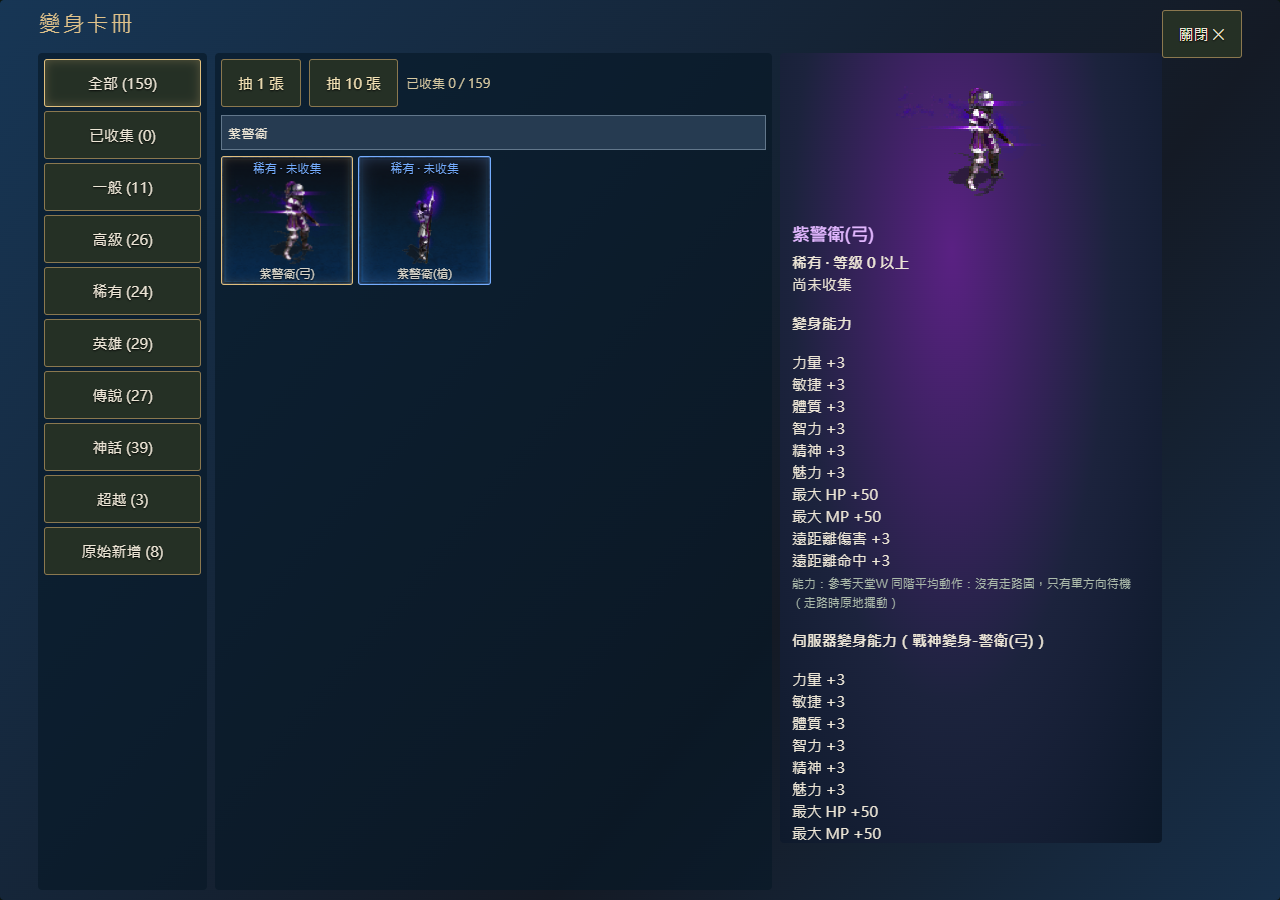 變身卡冊
關閉 ✕
全部 (159)
已收集 (0)
一般 (11)
高級 (26)
稀有 (24)
英雄 (29)
傳說 (27)
神話 (39)
超越 (3)
原始新增 (8)
抽 1 張
抽 10 張
已收集 0 / 159
紫警衛
稀有 · 未收集
紫警衛(弓)
稀有 · 未收集
紫警衛(槍)
紫警衛(弓)
稀有 · 等級 0 以上
尚未收集
變身能力
力量 +3
敏捷 +3
體質 +3
智力 +3
精神 +3
魅力 +3
最大 HP +50
最大 MP +50
遠距離傷害 +3
遠距離命中 +3
能力：參考天堂W 同階平均動作：沒有走路圖，只有單方向待機
（走路時原地擺動）
伺服器變身能力（戰神變身-警衛(弓)）
力量 +3
敏捷 +3
體質 +3
智力 +3
精神 +3
魅力 +3
最大 HP +50
最大 MP +50